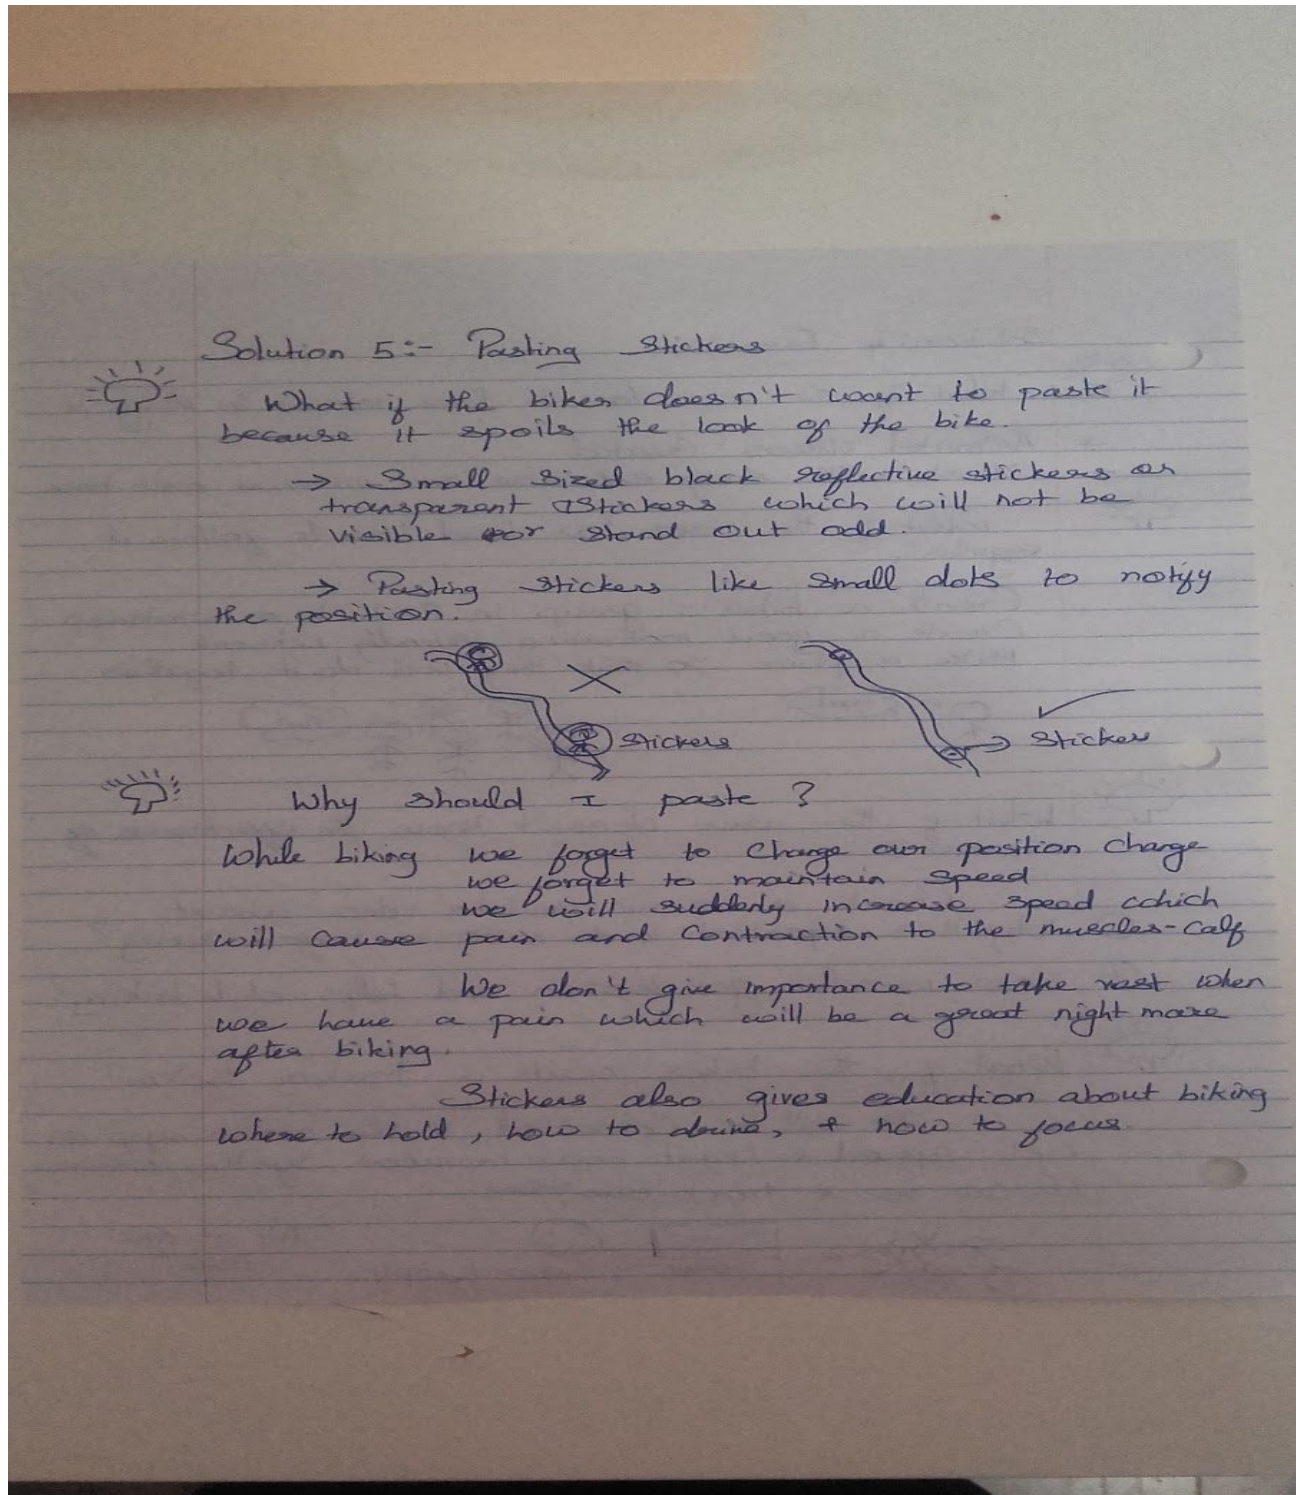 Solution 5:- Pasting Stickers
What if the biker doesn't want to paste it
because it spoils the look of the bike.
→ Small sized black reflective stickers or
transparent stickers which will not be
visible or stand out odd.
→ Pasting stickers like small dots to notify
the position.
Stickers
Sticker
Why should I paste ?
While biking we forget to change our position change
we forget to maintain speed
we will suddenly increase speed which
will cause pain and contraction to the muscles-calf
We don't give importance to take rest when
we have a pain which will be a great night mare
after biking.
Stickers also gives education about biking
where to hold, how to drive, + how to focus.